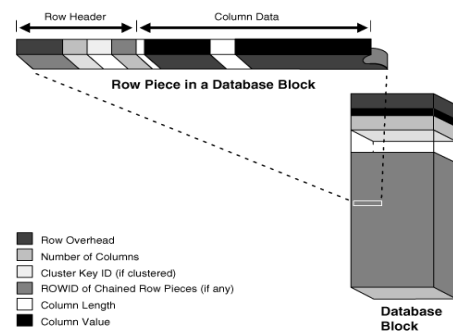 Row Header Column Data
Row Piece in a Database Block
Row Overhead
Number of Columns
Cluster Key ID (if clustered)
ROWID of Chained Row Pieces (if any)
Column Length
Column Value
Database
Block